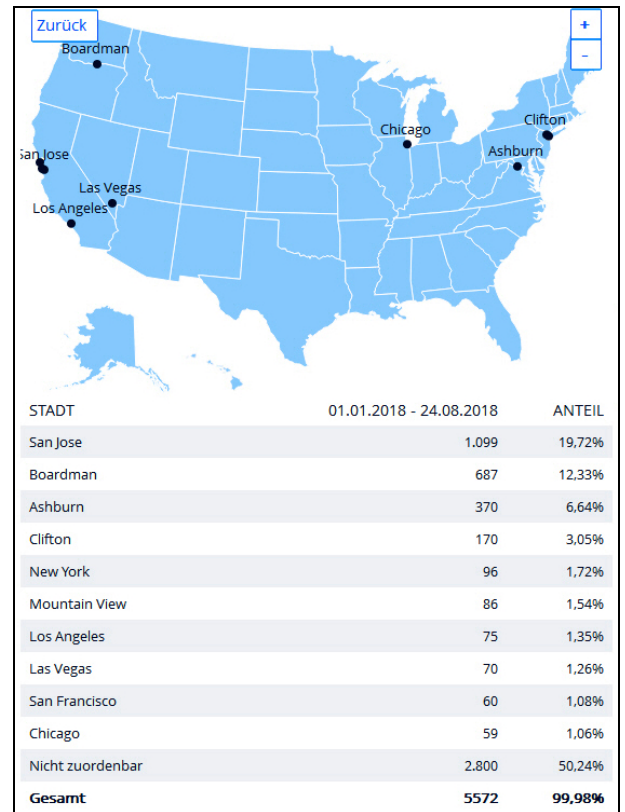 Zurück
+
-
Boardman
Clifton
Chicago
Ashburn
San Jose
Las Vegas
Los Angeles
STADT 01.01.2018 - 24.08.2018 ANTEIL
San Jose 1.099 19,72%
Boardman 687 12,33%
Ashburn 370 6,64%
Clifton 170 3,05%
New York 96 1,72%
Mountain View 86 1,54%
Los Angeles 75 1,35%
Las Vegas 70 1,26%
San Francisco 60 1,08%
Chicago 59 1,06%
Nicht zuordenbar 2.800 50,24%
Gesamt 5572 99,98%